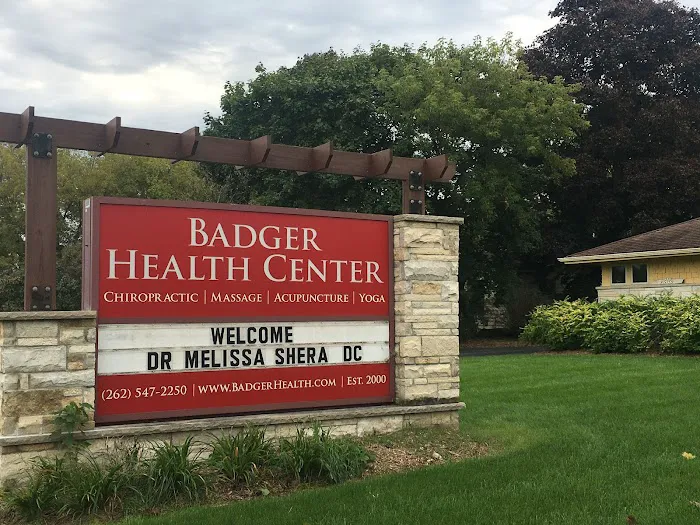 BADGER
HEALTH CENTER
CHIROPRACTIC | MASSAGE | ACUPUNCTURE | YOGA
WELCOME
DR MELISSA SHERA DC
(262) 547-2250 | WWW.BADGERHEALTH.COM | EST. 2000